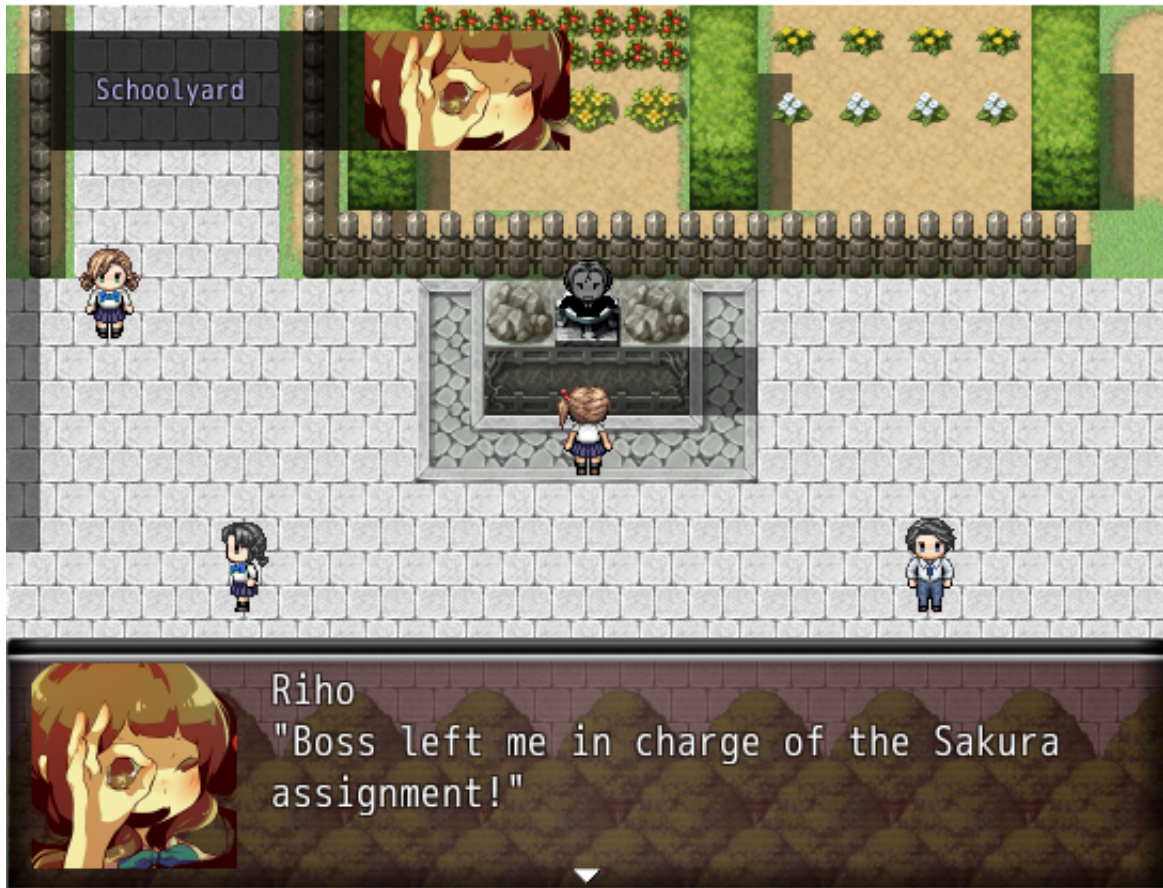 Schoolyard
Riho
"Boss left me in charge of the Sakura
assignment!"